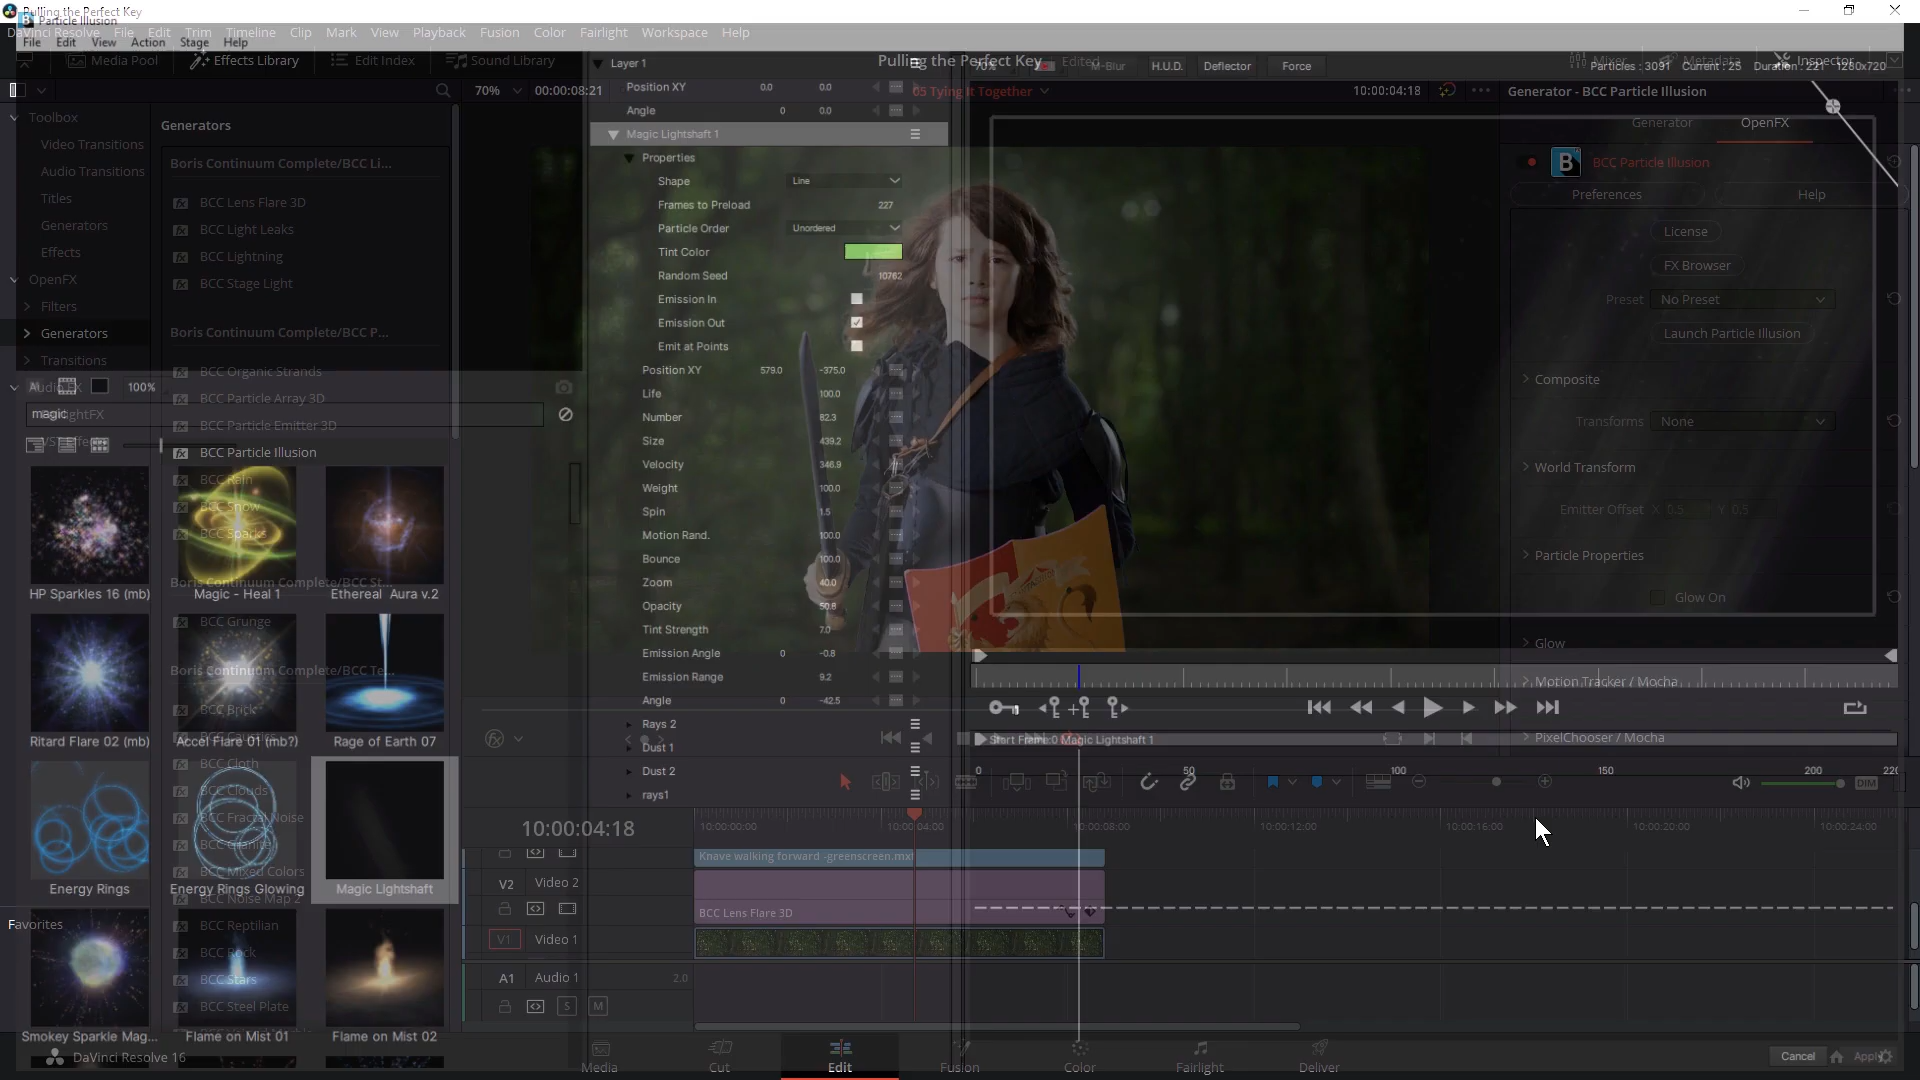 Pulling the Perfect Key
Particle Illusion
DaVinci Resolve File Edit Trim Timeline Clip Mark View Playback Fusion Color Fairlight Workspace Help
File Edit View Action Stage Help
Media Pool Effects Library Edit Index Sound Library
Pulling the Perfect Key Edited
Mixer Metadata Inspector
70% M-Blur H.U.D. Deflector Force
Particles: 3091 Current: 25 Duration: 221 1280x720
70% 00:00:08:21
05 Tying It Together
10:00:04:18
Generator - BCC Particle Illusion
Generator OpenFX
BCC Particle Illusion
Preferences Help
License
FX Browser
Preset No Preset
Launch Particle Illusion
Composite
Transforms None
World Transform
Emitter Offset X 0.5 Y 0.5
Particle Properties
Glow On
Glow
Motion Tracker / Mocha
PixelChooser / Mocha
Toolbox
Video Transitions
Audio Transitions
Titles
Generators
Effects
OpenFX
Filters
Generators
Transitions
Audio FX
FairlightFX
VST Effects
Generators
Boris Continuum Complete/BCC Li...
BCC Lens Flare 3D
BCC Light Leaks
BCC Lightning
BCC Stage Light
Boris Continuum Complete/BCC P...
BCC Organic Strands
BCC Particle Array 3D
BCC Particle Emitter 3D
BCC Particle Illusion
BCC Rain
BCC Snow
BCC Sparks
Boris Continuum Complete/BCC St...
BCC Grunge
Boris Continuum Complete/BCC Te...
BCC Brick
BCC Caustics
BCC Cloth
BCC Clouds
BCC Fractal Noise
BCC Granite
BCC Mixed Colors
BCC Noise Map 2
BCC Reptilian
BCC Rock
BCC Stars
BCC Steel Plate
100%
magic
HP Sparkles 16 (mb) Magic - Heal 1 Ethereal Aura v.2
Ritard Flare 02 (mb) Accel Flare 01 (mb?) Rage of Earth 07
Energy Rings Energy Rings Glowing Magic Lightshaft
Favorites
Smokey Sparkle Mag... Flame on Mist 01 Flame on Mist 02
Layer 1
Position XY 0.0 0.0
Angle 0 0.0
Magic Lightshaft 1
Properties
Shape Line
Frames to Preload 227
Particle Order Unordered
Tint Color
Random Seed 10762
Emission In
Emission Out
Emit at Points
Position XY 579.0 -375.0
Life 100.0
Number 82.3
Size 439.2
Velocity 346.9
Weight 100.0
Spin 1.5
Motion Rand. 100.0
Bounce 100.0
Zoom 40.0
Opacity 50.8
Tint Strength 7.0
Emission Angle 0 -0.8
Emission Range 9.2
Angle 0 -42.5
Rays 2
Dust 1
Dust 2
rays1
Start Frame:0 Magic Lightshaft 1
0 50 100 150 200 220
DIM
10:00:04:18
10:00:00:00 10:00:04:00 10:00:08:00 10:00:12:00 10:00:16:00 10:00:20:00 10:00:24:00
Knave walking forward -greenscreen.mxf
V2 Video 2
BCC Lens Flare 3D
V1 Video 1
A1 Audio 1 2.0
S M
DaVinci Resolve 16
Media Cut Edit Fusion Color Fairlight Deliver
Cancel Apply